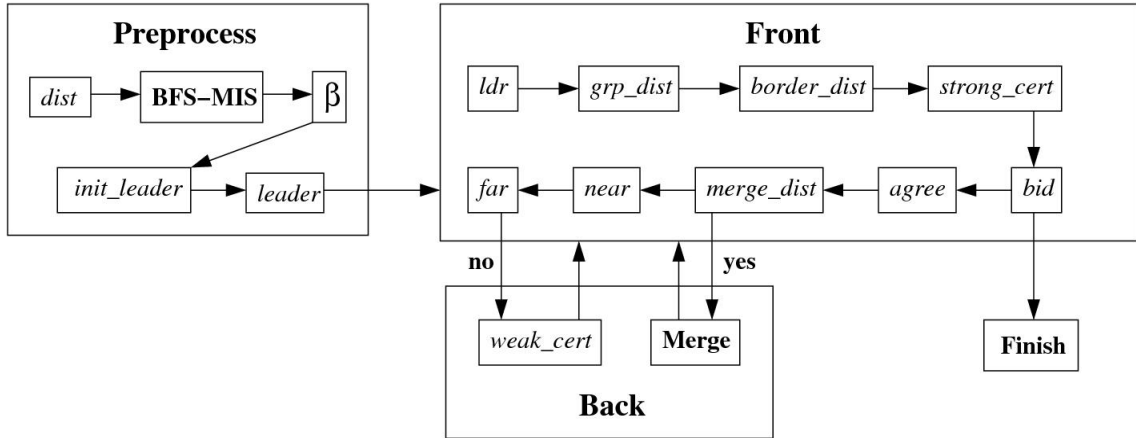 Preprocess
dist
BFS-MIS
β
init_leader
leader
Front
ldr
grp_dist
border_dist
strong_cert
far
near
merge_dist
agree
bid
no
yes
weak_cert
Merge
Finish
Back